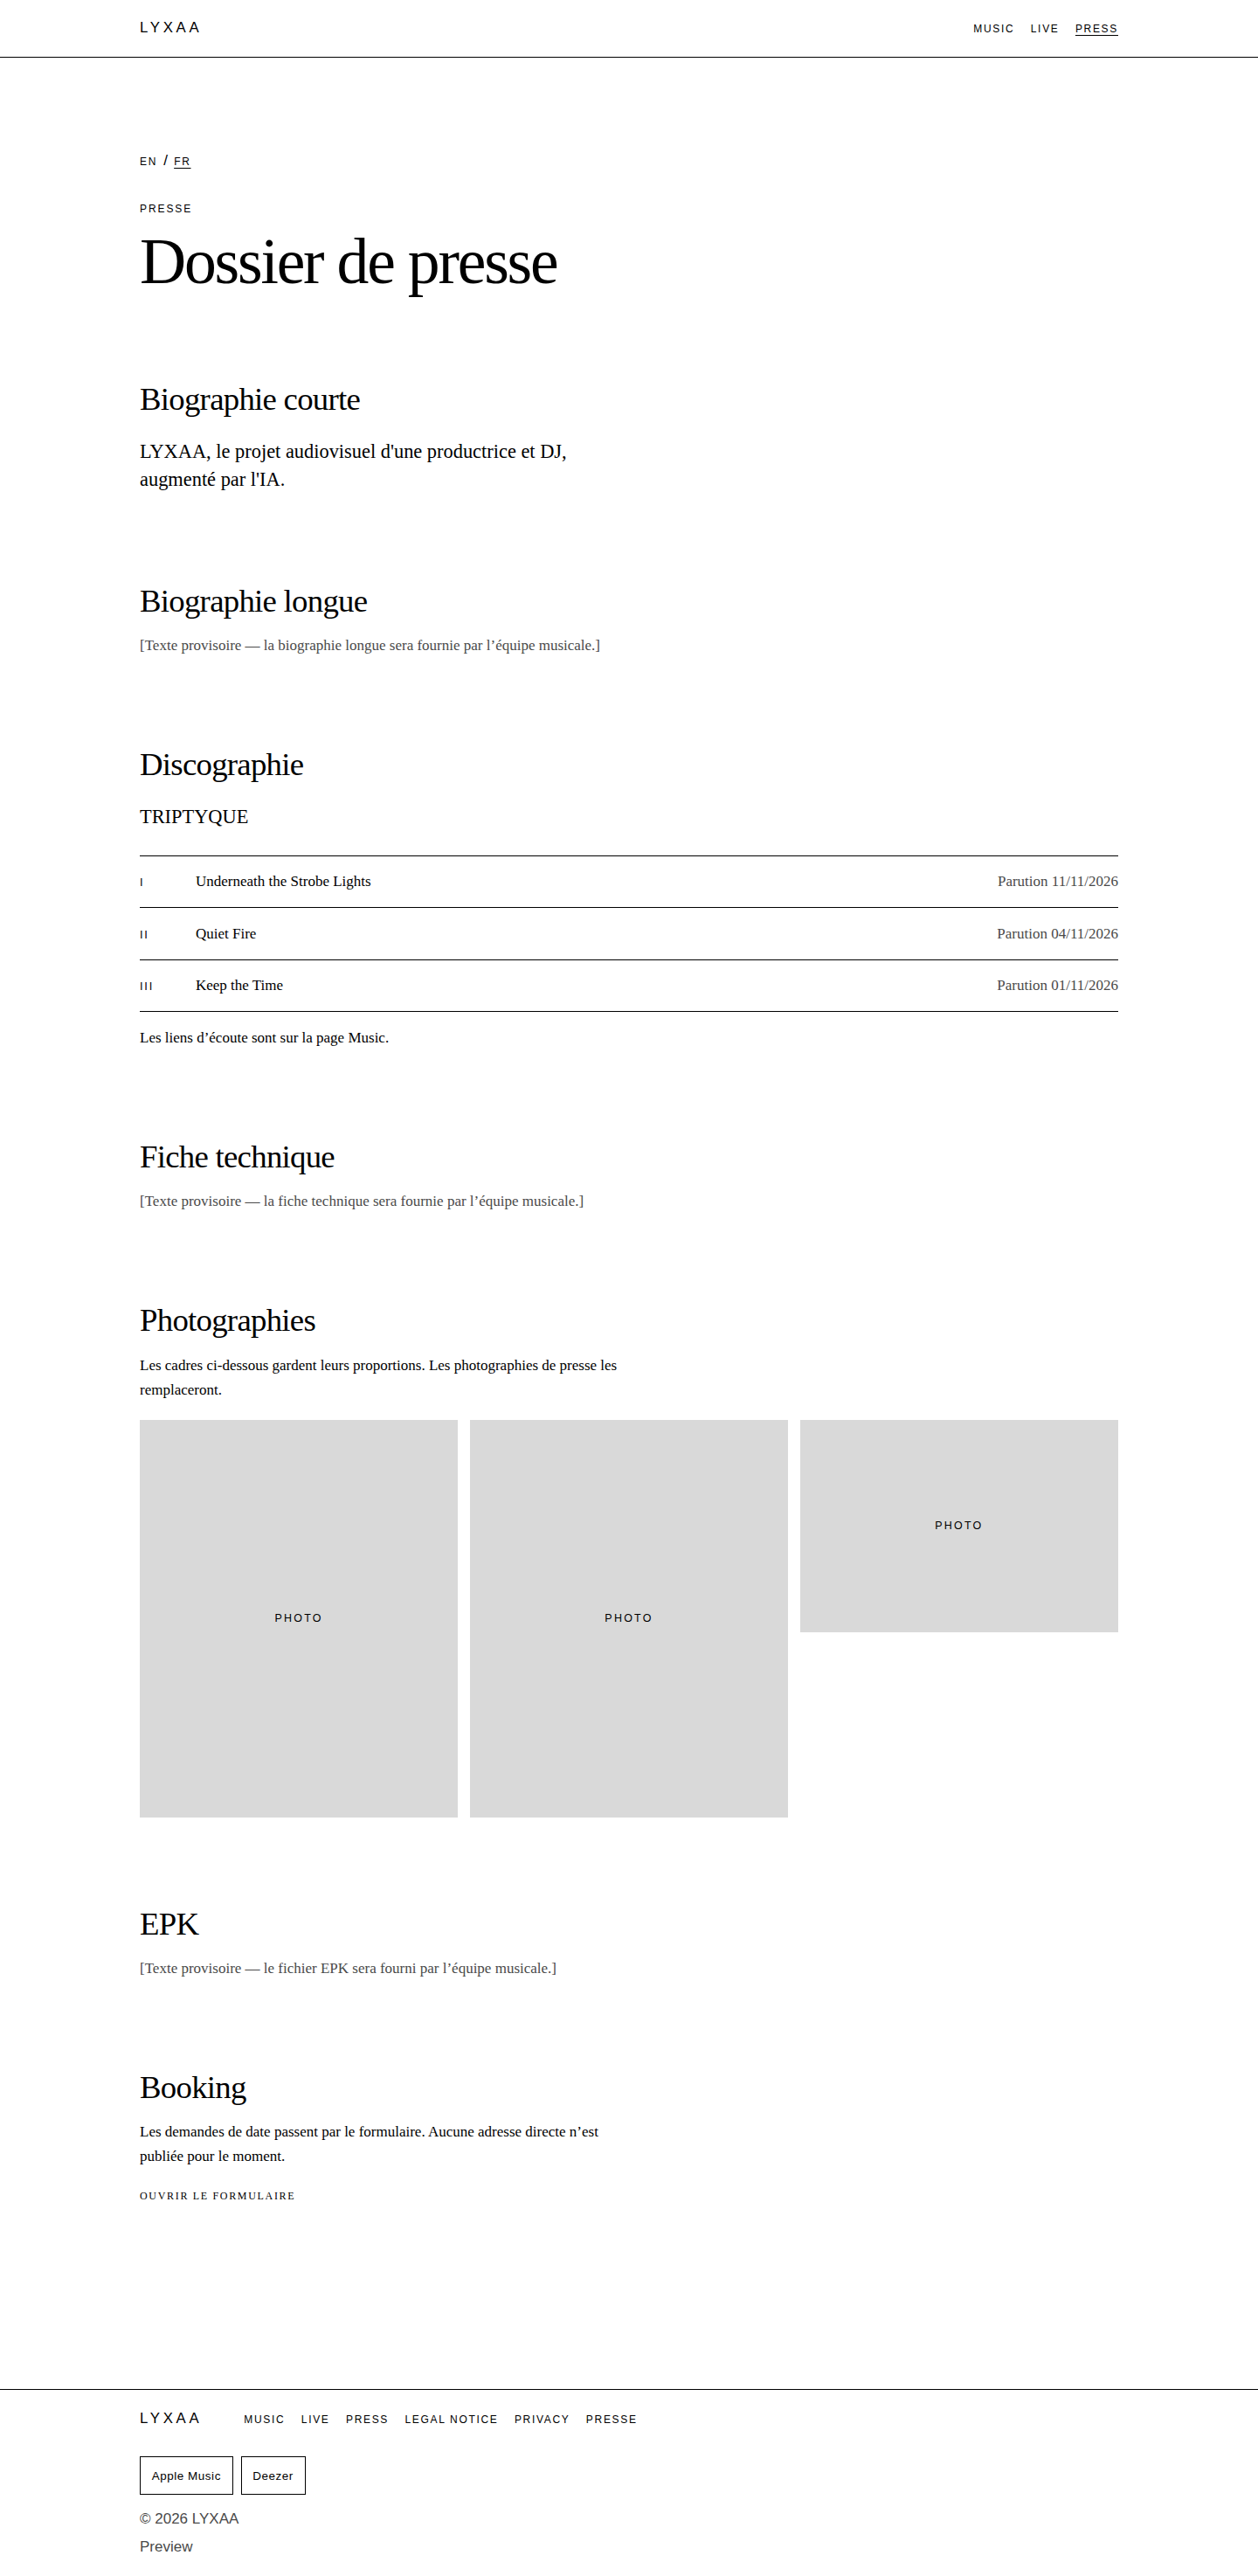 LYXAA
MUSIC LIVE PRESS
EN / FR
PRESSE
Dossier de presse
Biographie courte
LYXAA, le projet audiovisuel d'une productrice et DJ,
augmenté par l'IA.
Biographie longue
[Texte provisoire — la biographie longue sera fournie par l’équipe musicale.]
Discographie
TRIPTYQUE
I Underneath the Strobe Lights Parution 11/11/2026
II Quiet Fire Parution 04/11/2026
III Keep the Time Parution 01/11/2026
Les liens d’écoute sont sur la page Music.
Fiche technique
[Texte provisoire — la fiche technique sera fournie par l’équipe musicale.]
Photographies
Les cadres ci-dessous gardent leurs proportions. Les photographies de presse les
remplaceront.
PHOTO
PHOTO
PHOTO
EPK
[Texte provisoire — le fichier EPK sera fourni par l’équipe musicale.]
Booking
Les demandes de date passent par le formulaire. Aucune adresse directe n’est
publiée pour le moment.
OUVRIR LE FORMULAIRE
LYXAA MUSIC LIVE PRESS LEGAL NOTICE PRIVACY PRESSE
Apple Music Deezer
© 2026 LYXAA
Preview